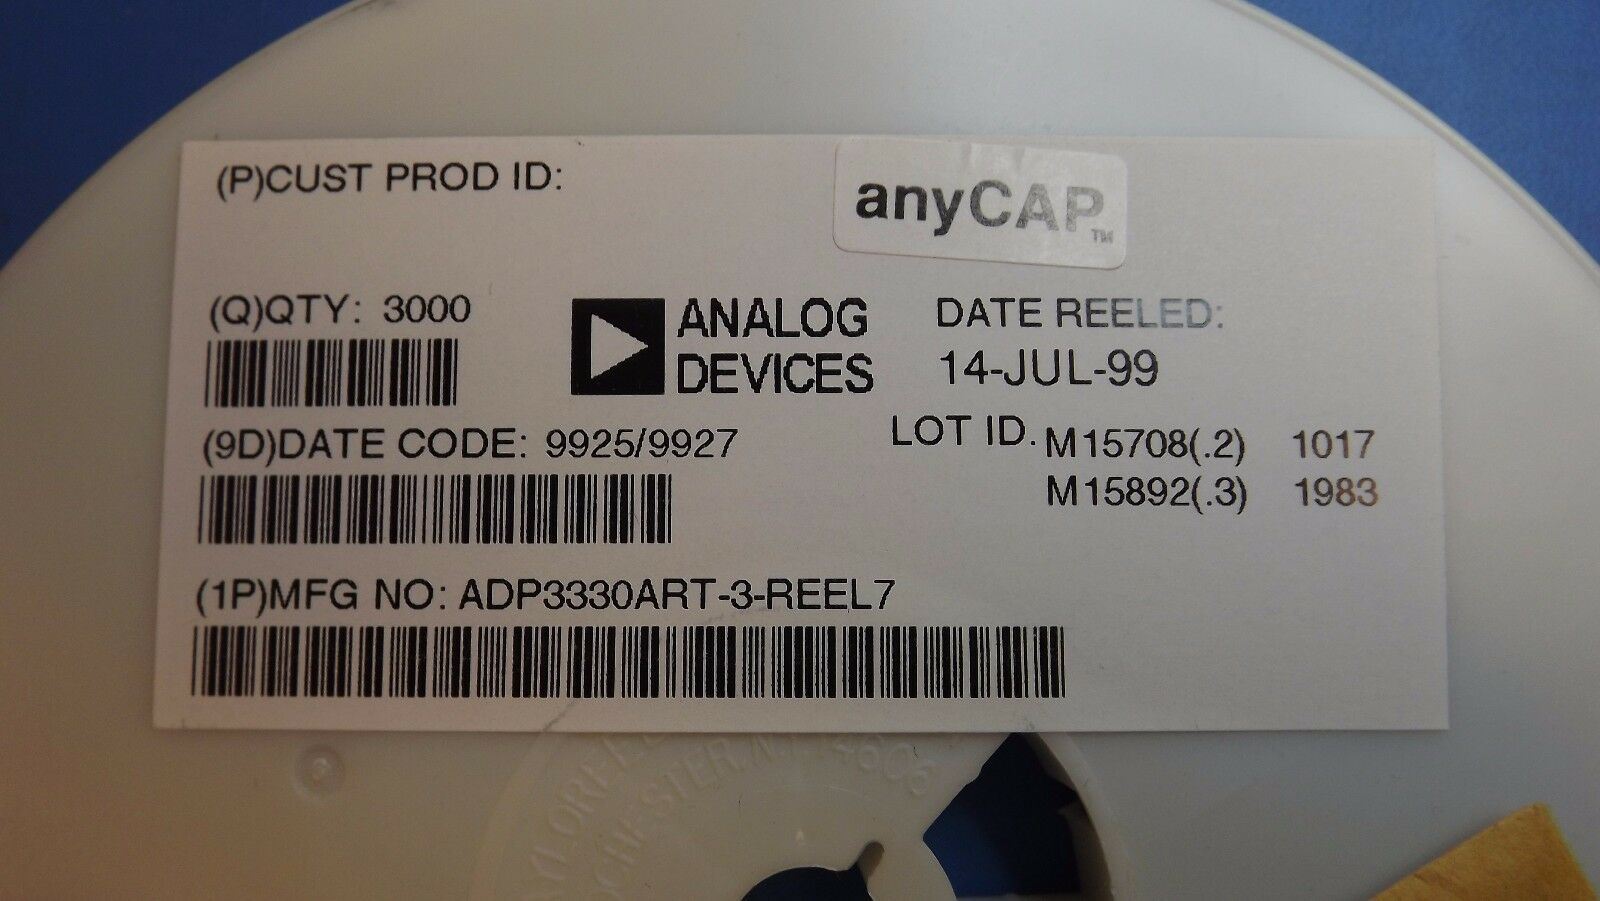 (P)CUST PROD ID:
anyCAP™
(Q)QTY: 3000
ANALOG
DEVICES
DATE REELED:
14-JUL-99
(9D)DATE CODE: 9925/9927
LOT ID. M15708(.2) 1017
M15892(.3) 1983
(1P)MFG NO: ADP3330ART-3-REEL7
14606